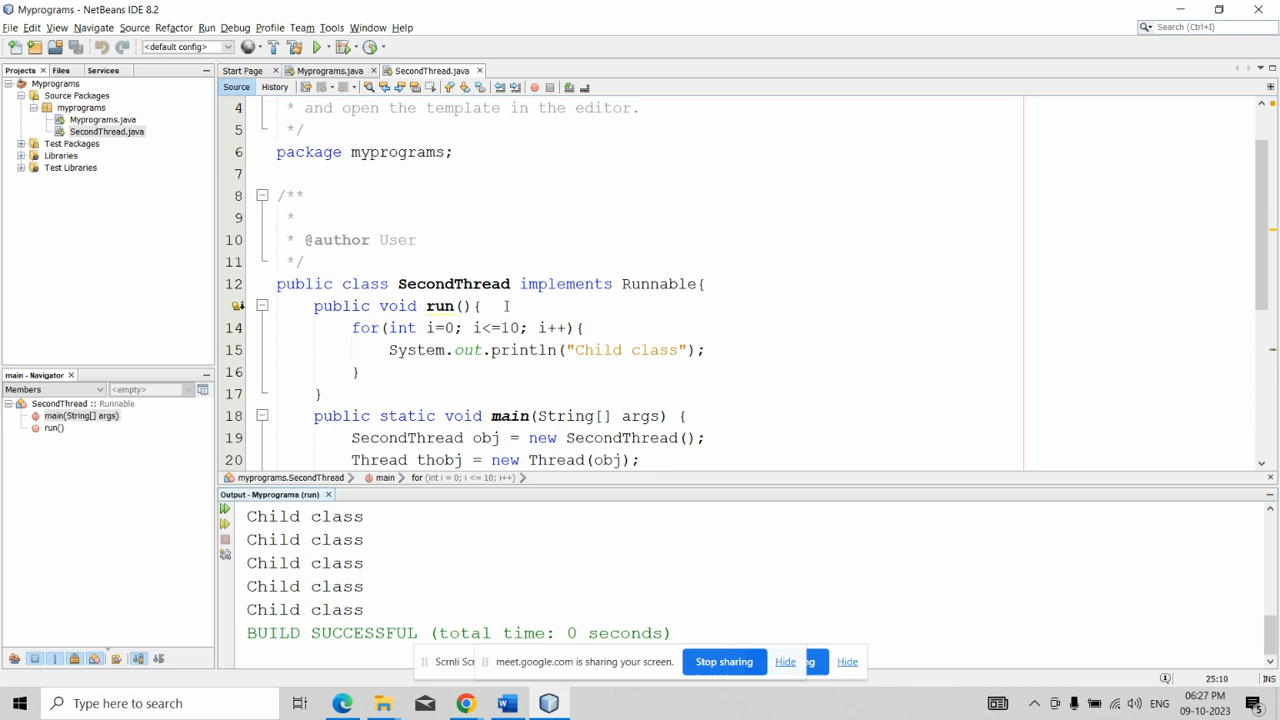 Myprograms - NetBeans IDE 8.2
File Edit View Navigate Source Refactor Run Debug Profile Team Tools Window Help
Search (Ctrl+I)
<default config>
Projects Files Services
Start Page Myprograms.java SecondThread.java
Source History
Myprograms
Source Packages
myprograms
Myprograms.java
SecondThread.java
Test Packages
Libraries
Test Libraries
4 * and open the template in the editor.
5 */
6 package myprograms;
7
8 /**
9 *
10 * @author User
11 */
12 public class SecondThread implements Runnable{
public void run(){
14 for(int i=0; i<=10; i++){
15 System.out.println("Child class");
16 }
17 }
18 public static void main(String[] args) {
19 SecondThread obj = new SecondThread();
20 Thread thobj = new Thread(obj);
main - Navigator
Members <empty>
SecondThread :: Runnable
main(String[] args)
run()
myprograms.SecondThread main for (int i = 0; i <= 10; i++)
Output - Myprograms (run)
Child class
Child class
Child class
Child class
Child class
BUILD SUCCESSFUL (total time: 0 seconds)
Scrnli Scr meet.google.com is sharing your screen. Stop sharing Hide Hide
25:10 INS
Type here to search
ENG
06:27 PM
09-10-2023
5